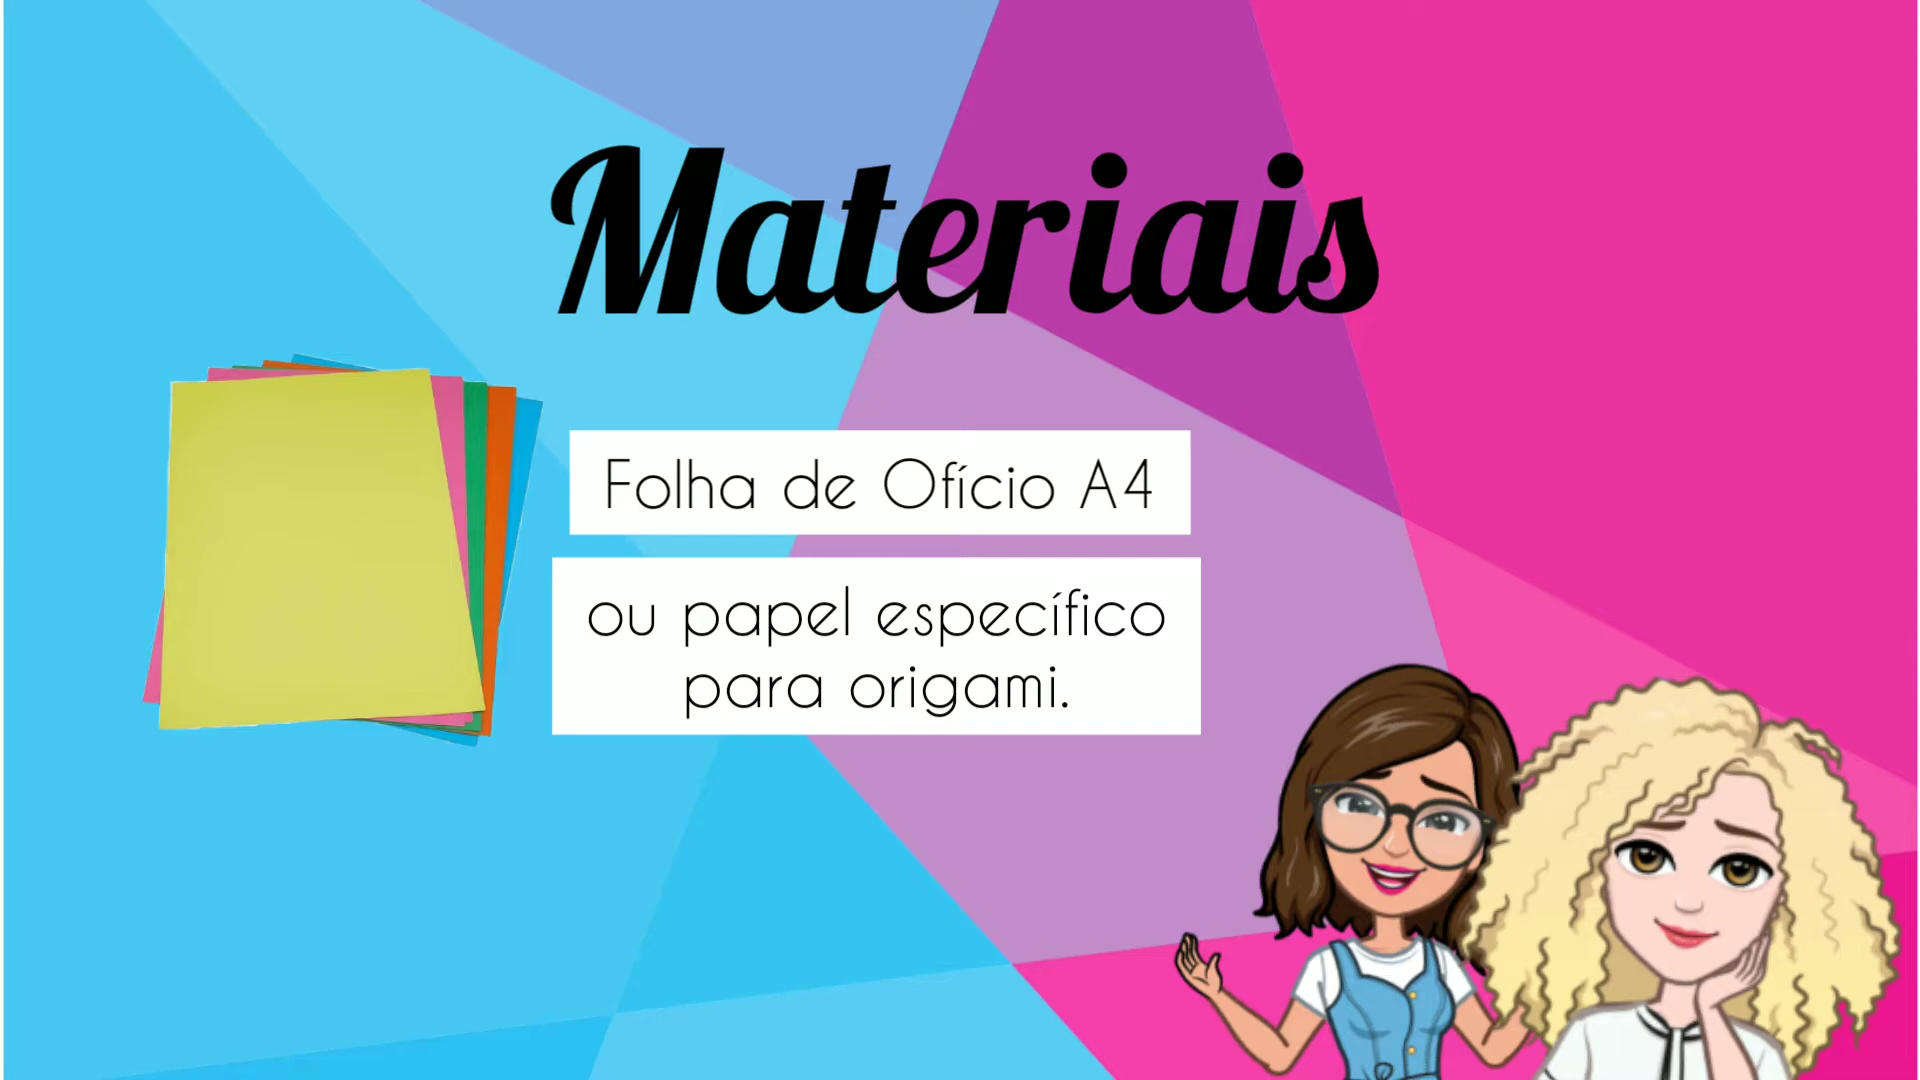 Materiais
Folha de Ofício A4
ou papel específico
para origami.